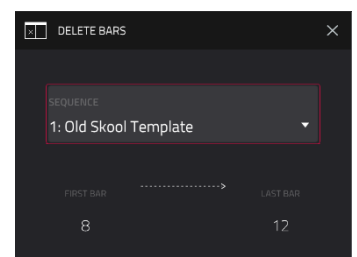 DELETE BARS
SEQUENCE
1: Old Skool Template
FIRST BAR
LAST BAR
8
12